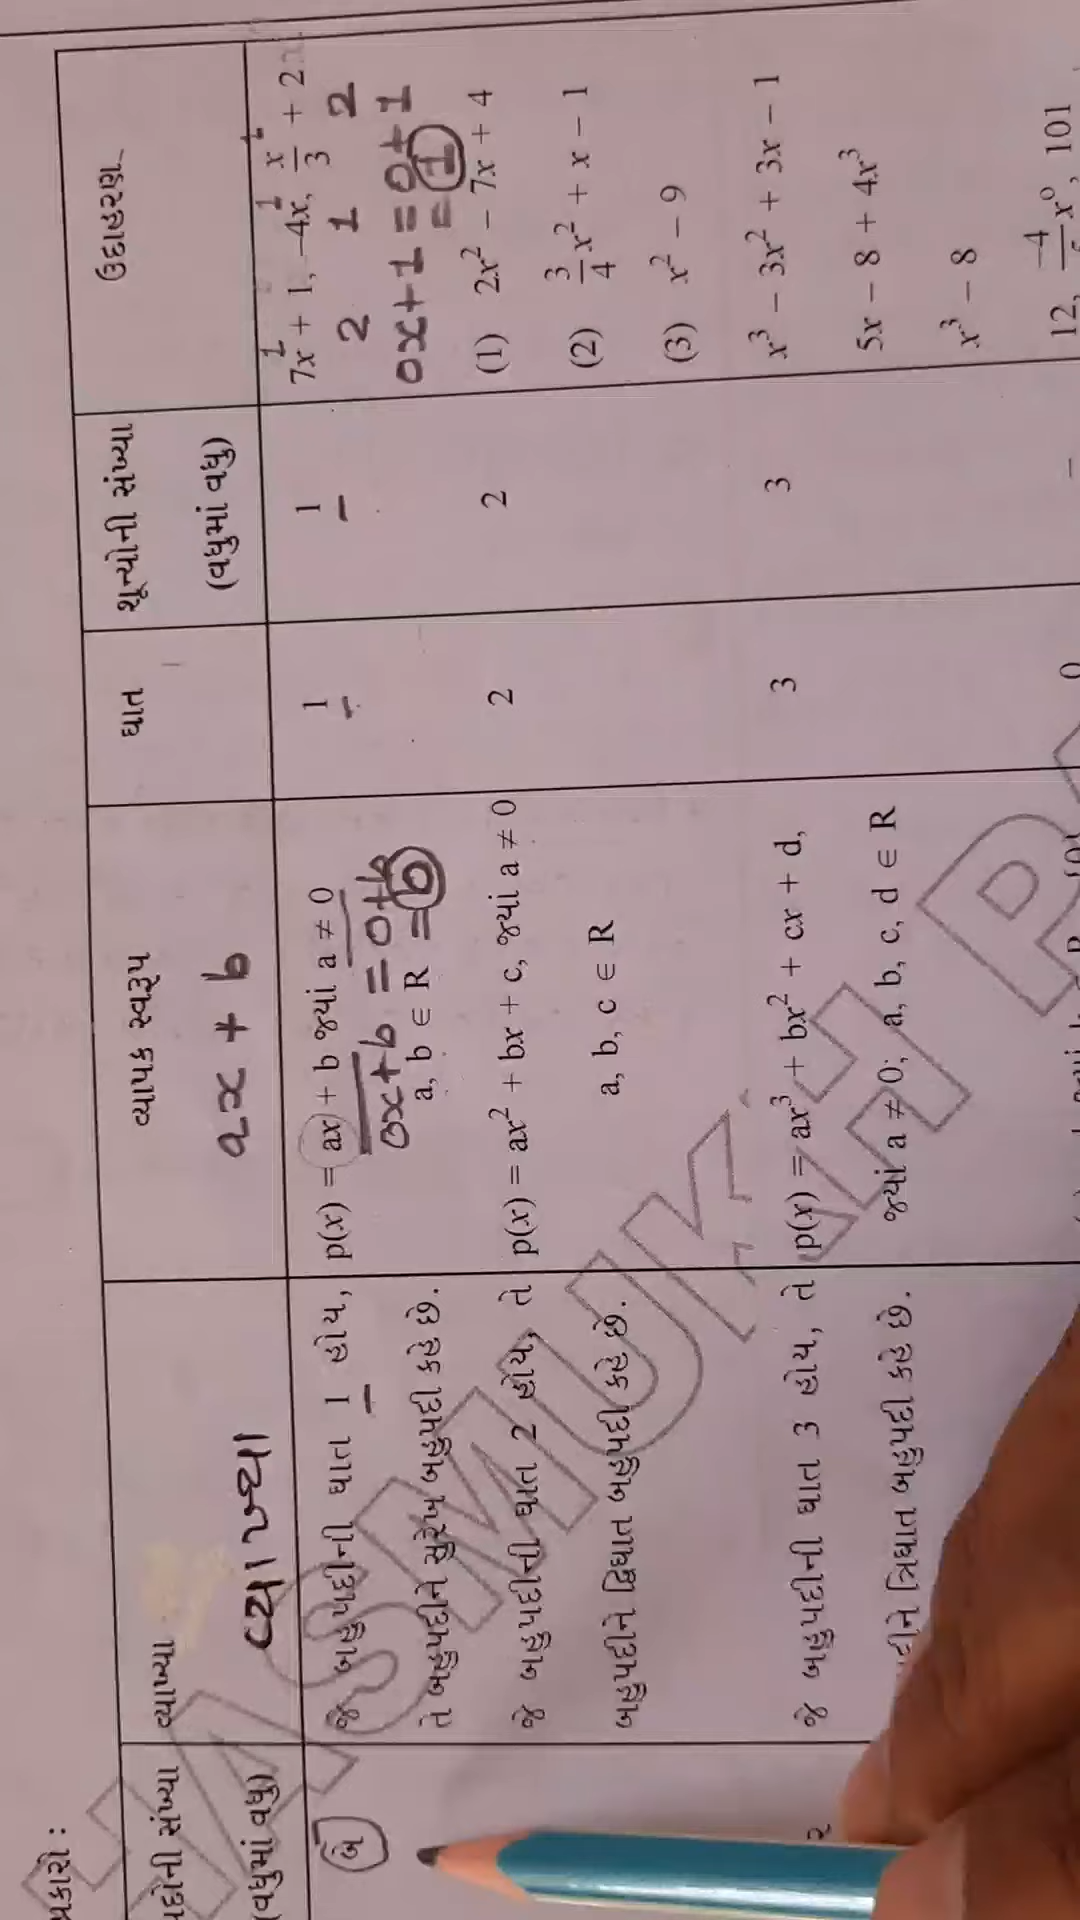 પ્રકારો :
પદોની સંખ્યા
(વધુમાં વધુ)
વ્યાખ્યા
વ્યાખ્યા
વ્યાપક સ્વરૂપ
ax + b
ઘાત
શૂન્યોની સંખ્યા
(વધુમાં વધુ)
ઉદાહરણ
બે
જે બહુપદીની ઘાત 1 હોય,
તે બહુપદીને સુરેખ બહુપદી કહે છે.
p(x) = ax + b જ્યાં a ≠ 0
0x+b = 0+b
a, b ∈ R = b
1
1
7x + 1, -4x, x/3 + 2x
2 1 2
0x+1 = 0+1
= 1
જે બહુપદીની ઘાત 2 હોય, તે
બહુપદીને દ્વિઘાત બહુપદી કહે છે.
p(x) = ax² + bx + c, જ્યાં a ≠ 0
a, b, c ∈ R
2
2
(1) 2x² - 7x + 4
(2) 3/4 x² + x - 1
(3) x² - 9
જે બહુપદીની ઘાત 3 હોય, તે
ત્રિઘાત બહુપદી કહે છે.
p(x) = ax³ + bx² + cx + d,
જ્યાં a ≠ 0; a, b, c, d ∈ R
3
3
x³ - 3x² + 3x - 1
5x - 8 + 4x³
x³ - 8
0
-
12, x⁰, 101